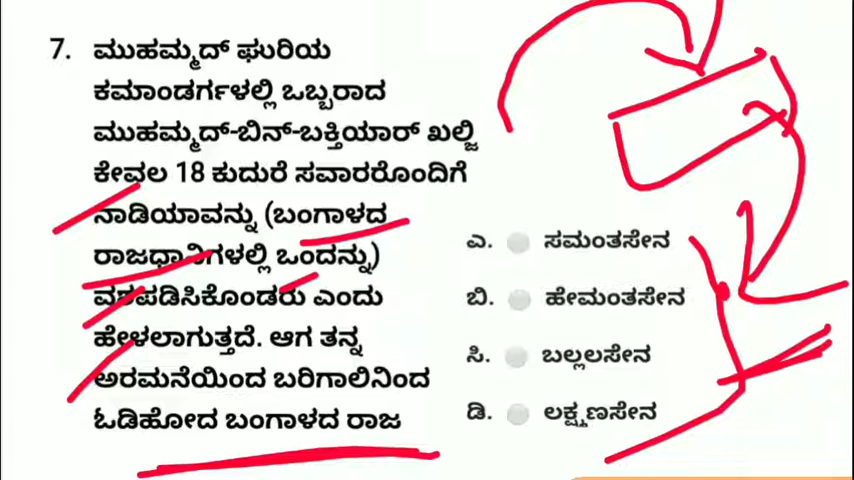 7. ಮುಹಮ್ಮದ್ ಘುರಿಯ
ಕಮಾಂಡರ್ಗಳಲ್ಲಿ ಒಬ್ಬರಾದ
ಮುಹಮ್ಮದ್-ಬಿನ್-ಬಕ್ತಿಯಾರ್ ಖಲ್ಜಿ
ಕೇವಲ 18 ಕುದುರೆ ಸವಾರರೊಂದಿಗೆ
ನಾಡಿಯಾವನ್ನು (ಬಂಗಾಳದ
ರಾಜಧಾನಿಗಳಲ್ಲಿ ಒಂದನ್ನು)
ವಶಪಡಿಸಿಕೊಂಡರು ಎಂದು
ಹೇಳಲಾಗುತ್ತದೆ. ಆಗ ತನ್ನ
ಅರಮನೆಯಿಂದ ಬರಿಗಾಲಿನಿಂದ
ಓಡಿಹೋದ ಬಂಗಾಳದ ರಾಜ
ಎ. ಸಮಂತಸೇನ
ಬಿ. ಹೇಮಂತಸೇನ
ಸಿ. ಬಲ್ಲಲಸೇನ
ಡಿ. ಲಕ್ಷ್ಮಣಸೇನ